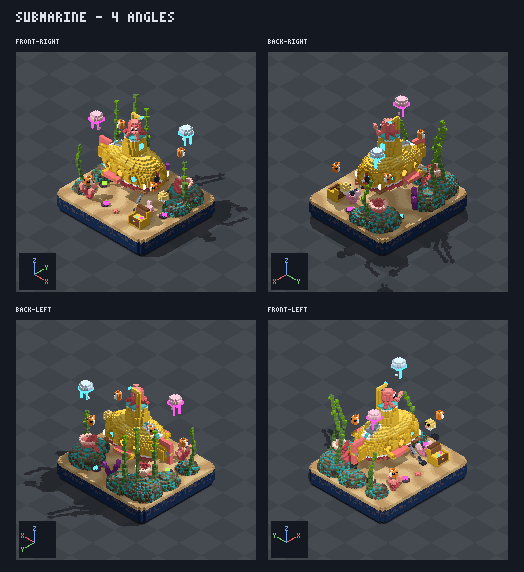 SUBMARINE - 4 ANGLES
FRONT-RIGHT
BACK-RIGHT
Z
Y
X
Z
X
Y
BACK-LEFT
FRONT-LEFT
Z
X
Y
Z
Y
X